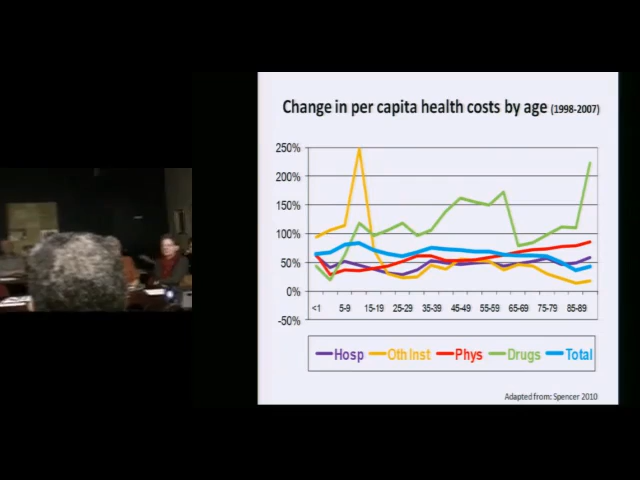 Change in per capita health costs by age (1998-2007)
250%
200%
150%
100%
50%
0%
-50%
<1 5-9 15-19 25-29 35-39 45-49 55-59 65-69 75-79 85-89
Hosp Oth Inst Phys Drugs Total
Adapted from: Spencer 2010